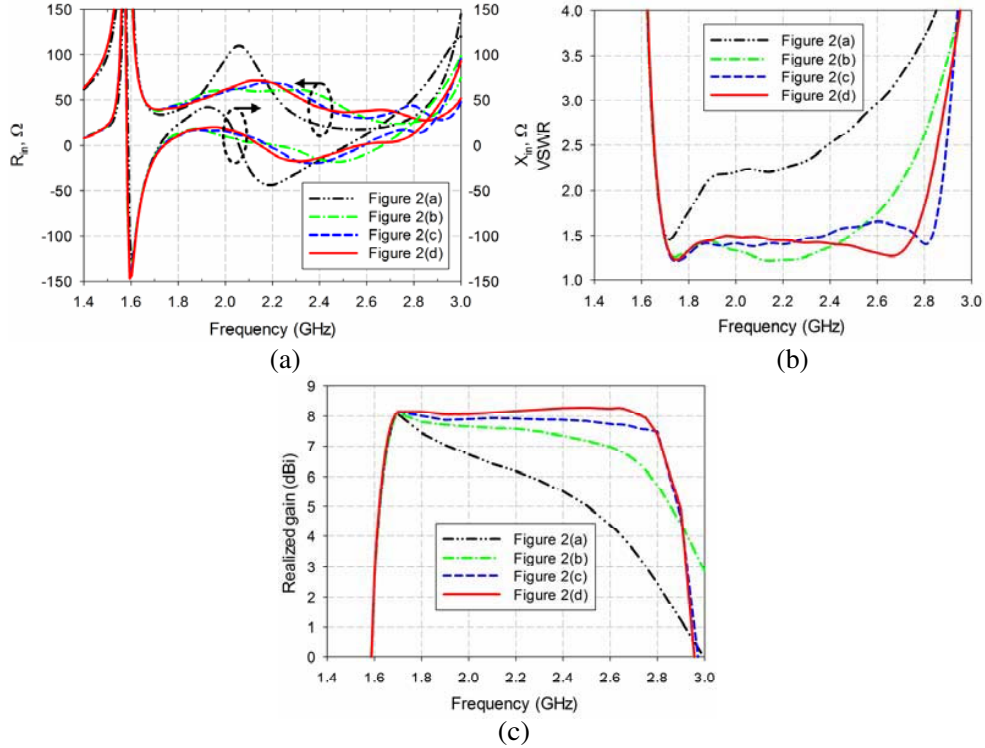 150 150 4.0
100 100 3.5
50 50 3.0
0 0 2.5
-50 -50 2.0
-100 -100 1.5
-150 -150 1.0
R_in, Ω
X_in, Ω
VSWR
Figure 2(a)
Figure 2(b)
Figure 2(c)
Figure 2(d)
Figure 2(a)
Figure 2(b)
Figure 2(c)
Figure 2(d)
1.4 1.6 1.8 2.0 2.2 2.4 2.6 2.8 3.0
1.4 1.6 1.8 2.0 2.2 2.4 2.6 2.8 3.0
Frequency (GHz)
Frequency (GHz)
(a)
(b)
9
8
7
6
5
4
3
2
1
0
Realized gain (dBi)
Figure 2(a)
Figure 2(b)
Figure 2(c)
Figure 2(d)
1.4 1.6 1.8 2.0 2.2 2.4 2.6 2.8 3.0
Frequency (GHz)
(c)